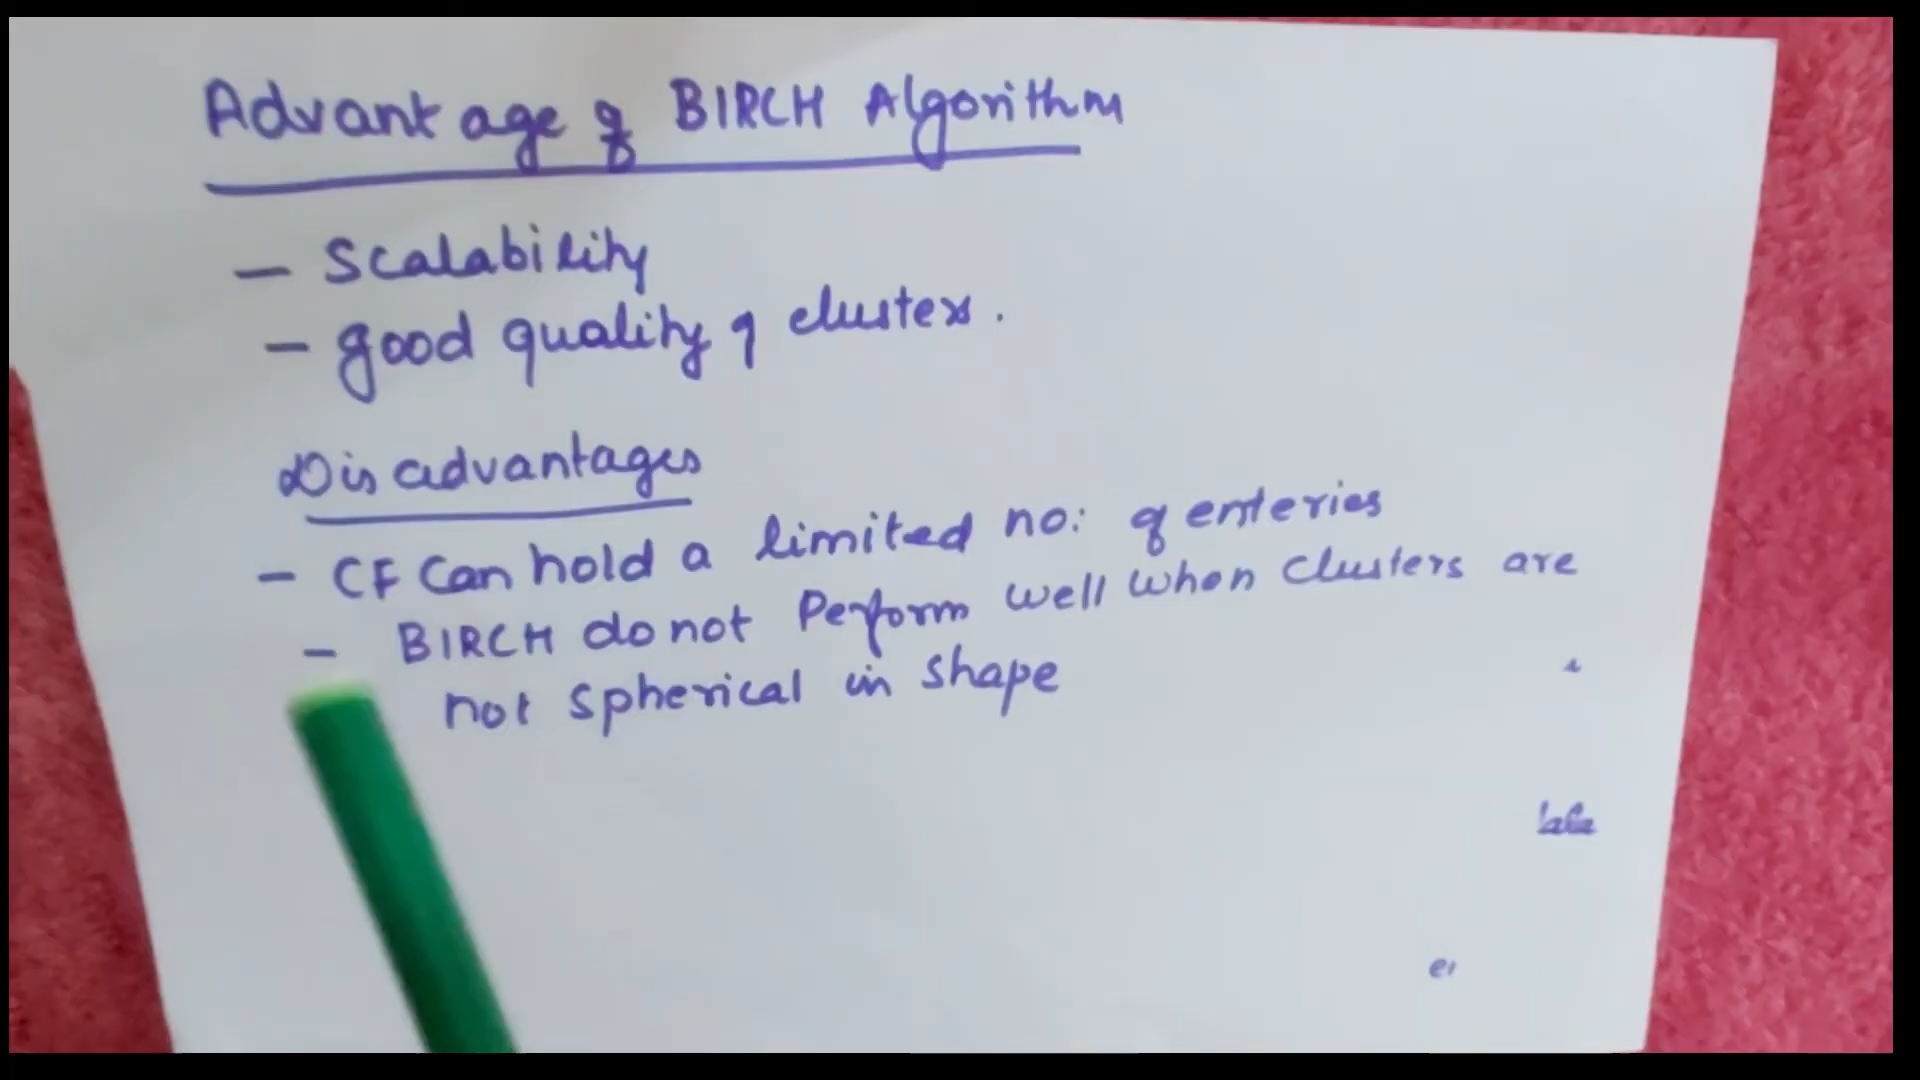 Advantage of BIRCH Algorithm
- Scalability
- good quality of clusters.
Disadvantages
- CF Can hold a limited no: of enteries
- BIRCH do not Perform well when Clusters are
not spherical in shape